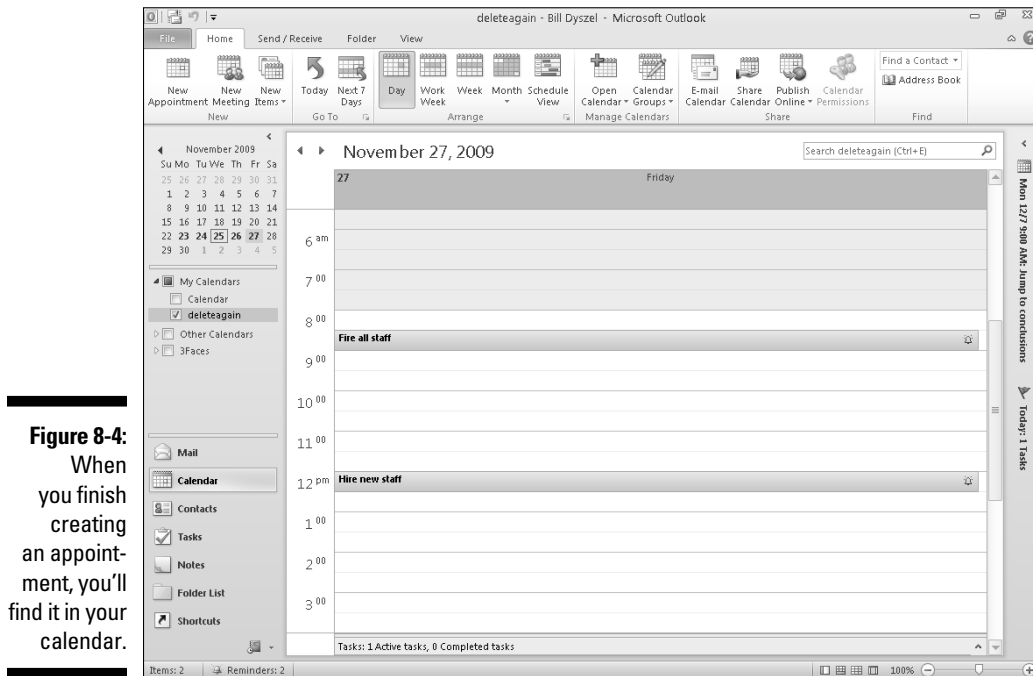 deleteagain - Bill Dyszel - Microsoft Outlook
File Home Send / Receive Folder View
New Appointment
New Meeting
New Items
New
Today
Next 7 Days
Go To
Day
Work Week
Week
Month
Schedule View
Arrange
Open Calendar
Calendar Groups
Manage Calendars
E-mail Calendar
Share Calendar
Publish Online
Calendar Permissions
Share
Find a Contact
Address Book
Find
November 2009
Su Mo Tu We Th Fr Sa
25 26 27 28 29 30 31
1 2 3 4 5 6 7
8 9 10 11 12 13 14
15 16 17 18 19 20 21
22 23 24 25 26 27 28
29 30 1 2 3 4 5
My Calendars
Calendar
deleteagain
Other Calendars
3Faces
Mail
Calendar
Contacts
Tasks
Notes
Folder List
Shortcuts
November 27, 2009
Search deleteagain (Ctrl+E)
27 Friday
6 am
7 00
8 00
Fire all staff
9 00
10 00
11 00
12 pm Hire new staff
1 00
2 00
3 00
Tasks: 1 Active tasks, 0 Completed tasks
Mon 12/7 9:00 AM: Jump to conclusions
Today: 1 Tasks
Items: 2 Reminders: 2
100%
Figure 8-4:
When
you finish
creating
an appoint-
ment, you'll
find it in your
calendar.